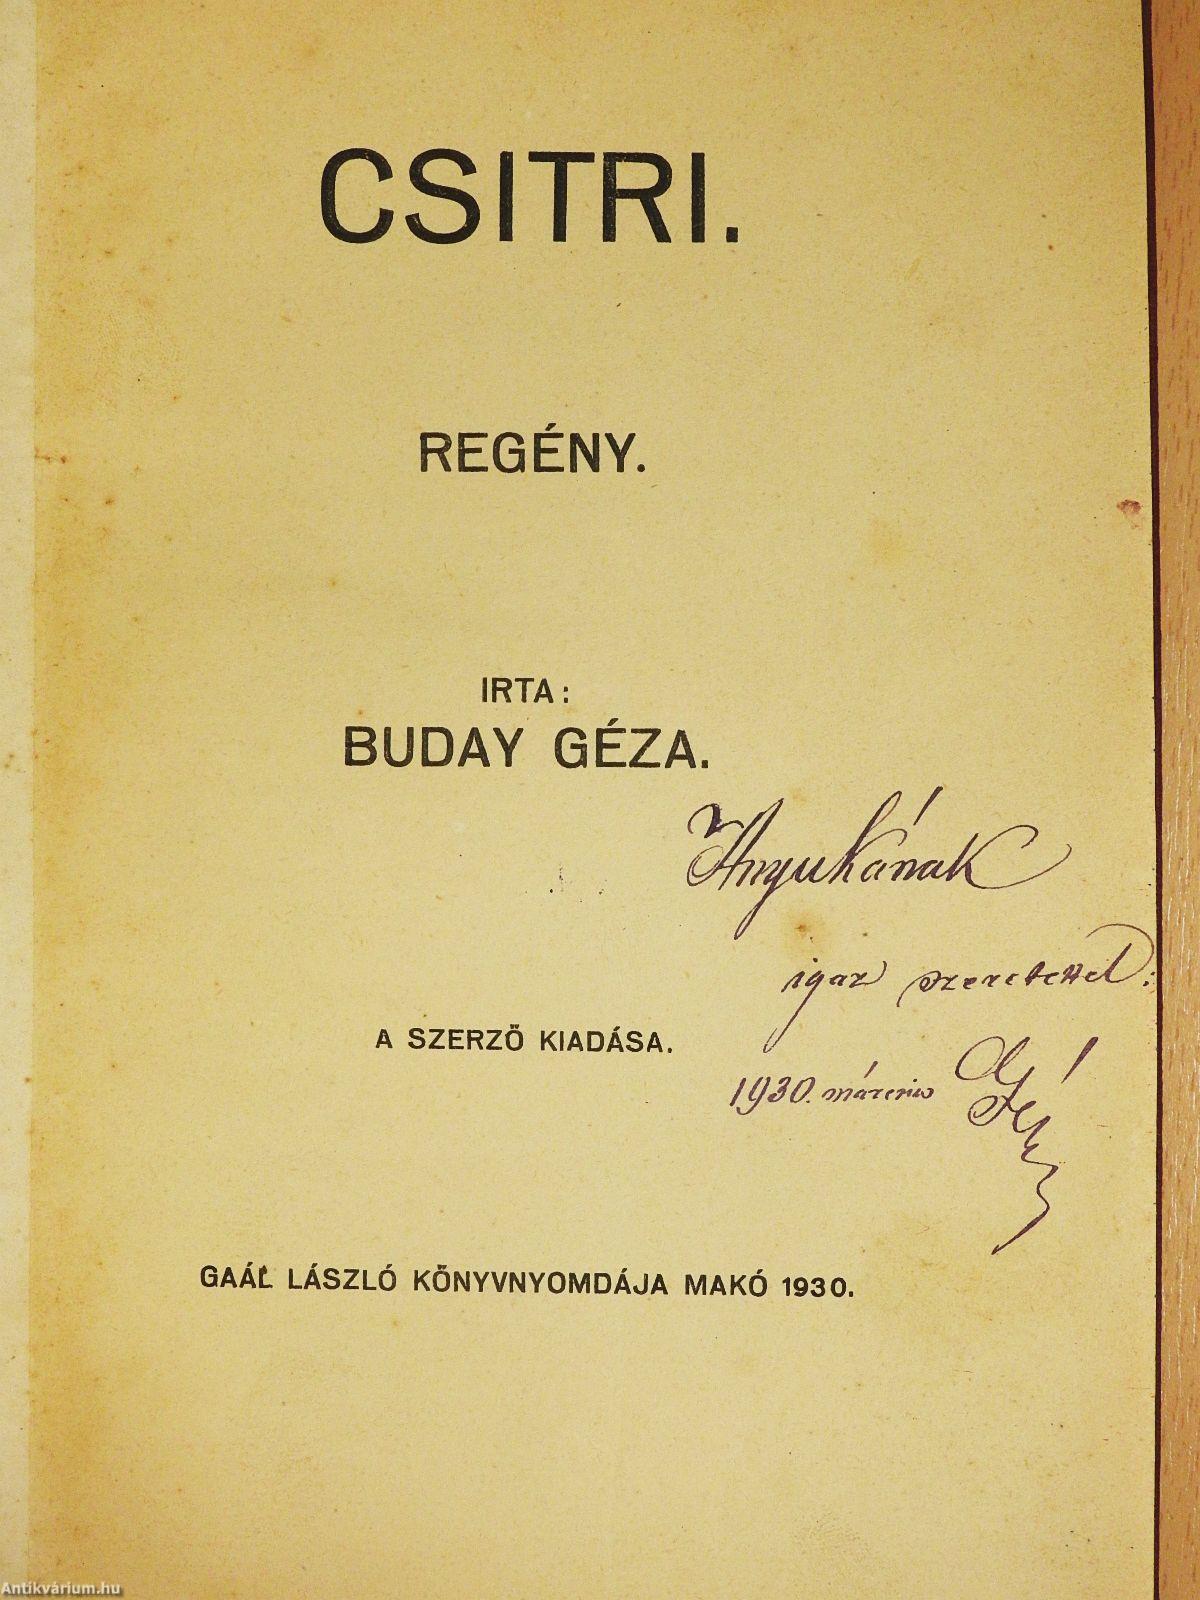 CSITRI.
REGÉNY.
IRTA:
BUDAY GÉZA.
Anyukának
igaz szeretettel:
A SZERZŐ KIADÁSA.
1930. március Géza
GAÁL LÁSZLÓ KÖNYVNYOMDÁJA MAKÓ 1930.
Antikvárium.hu